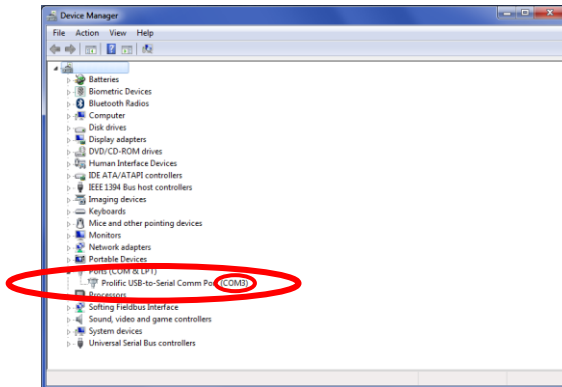 Device Manager
File Action View Help
Batteries
Biometric Devices
Bluetooth Radios
Computer
Disk drives
Display adapters
DVD/CD-ROM drives
Human Interface Devices
IDE ATA/ATAPI controllers
IEEE 1394 Bus host controllers
Imaging devices
Keyboards
Mice and other pointing devices
Monitors
Network adapters
Portable Devices
Ports (COM & LPT)
Prolific USB-to-Serial Comm Port (COM3)
Processors
Softing Fieldbus Interface
Sound, video and game controllers
System devices
Universal Serial Bus controllers